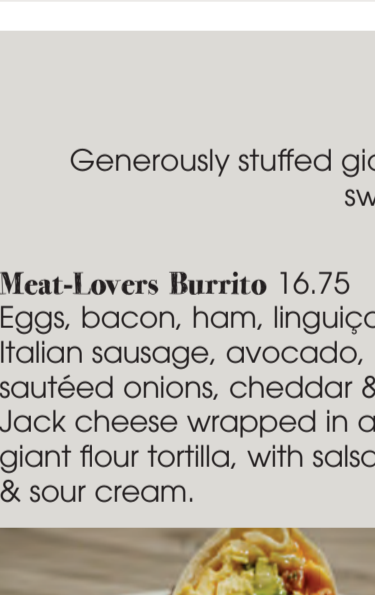 Generously stuffed gi
sw
Meat-Lovers Burrito 16.75
Eggs, bacon, ham, linguiç
Italian sausage, avocado,
sautéed onions, cheddar &
Jack cheese wrapped in a
giant flour tortilla, with sals
& sour cream.